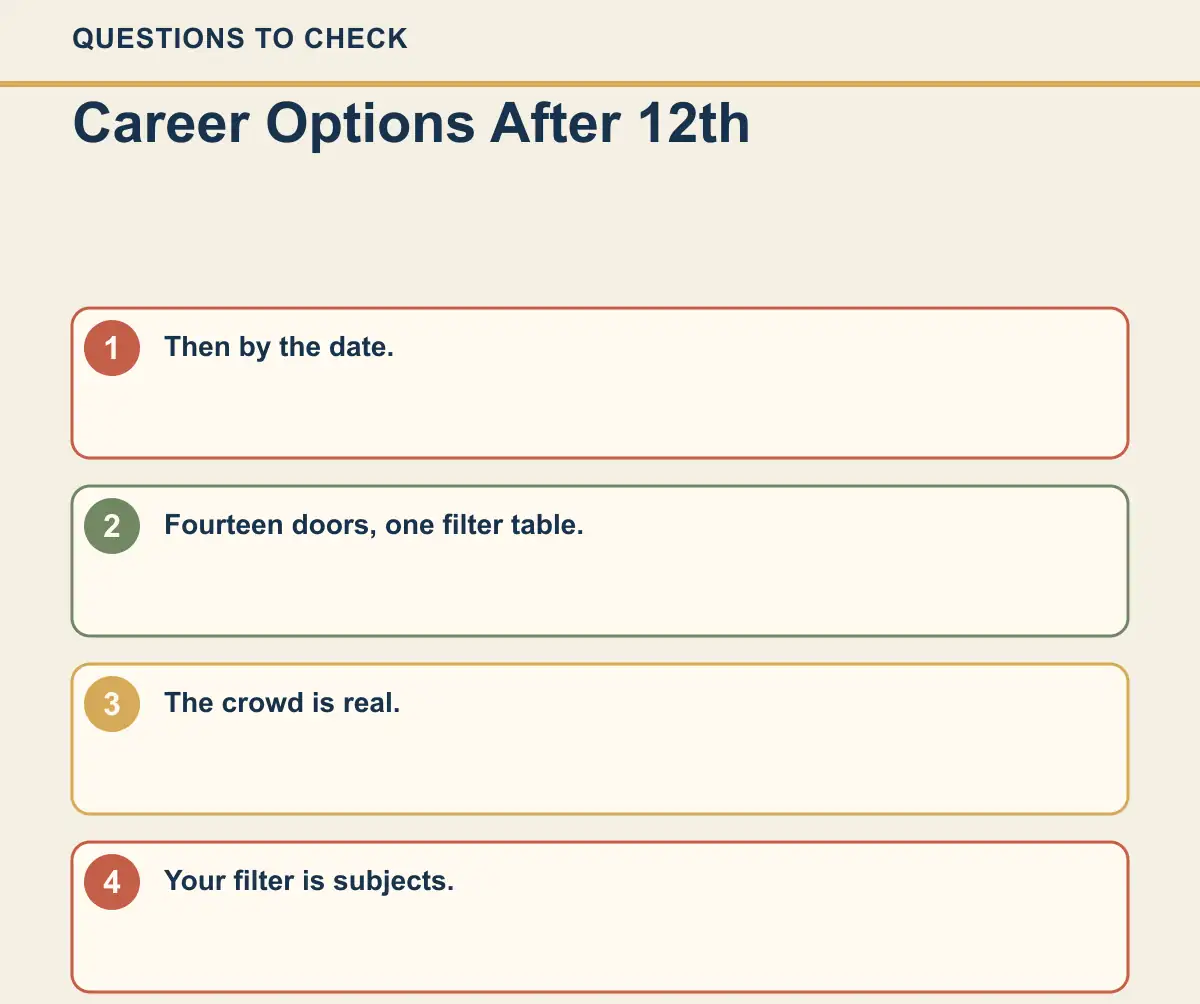 QUESTIONS TO CHECK
Career Options After 12th
1 Then by the date.
2 Fourteen doors, one filter table.
3 The crowd is real.
4 Your filter is subjects.